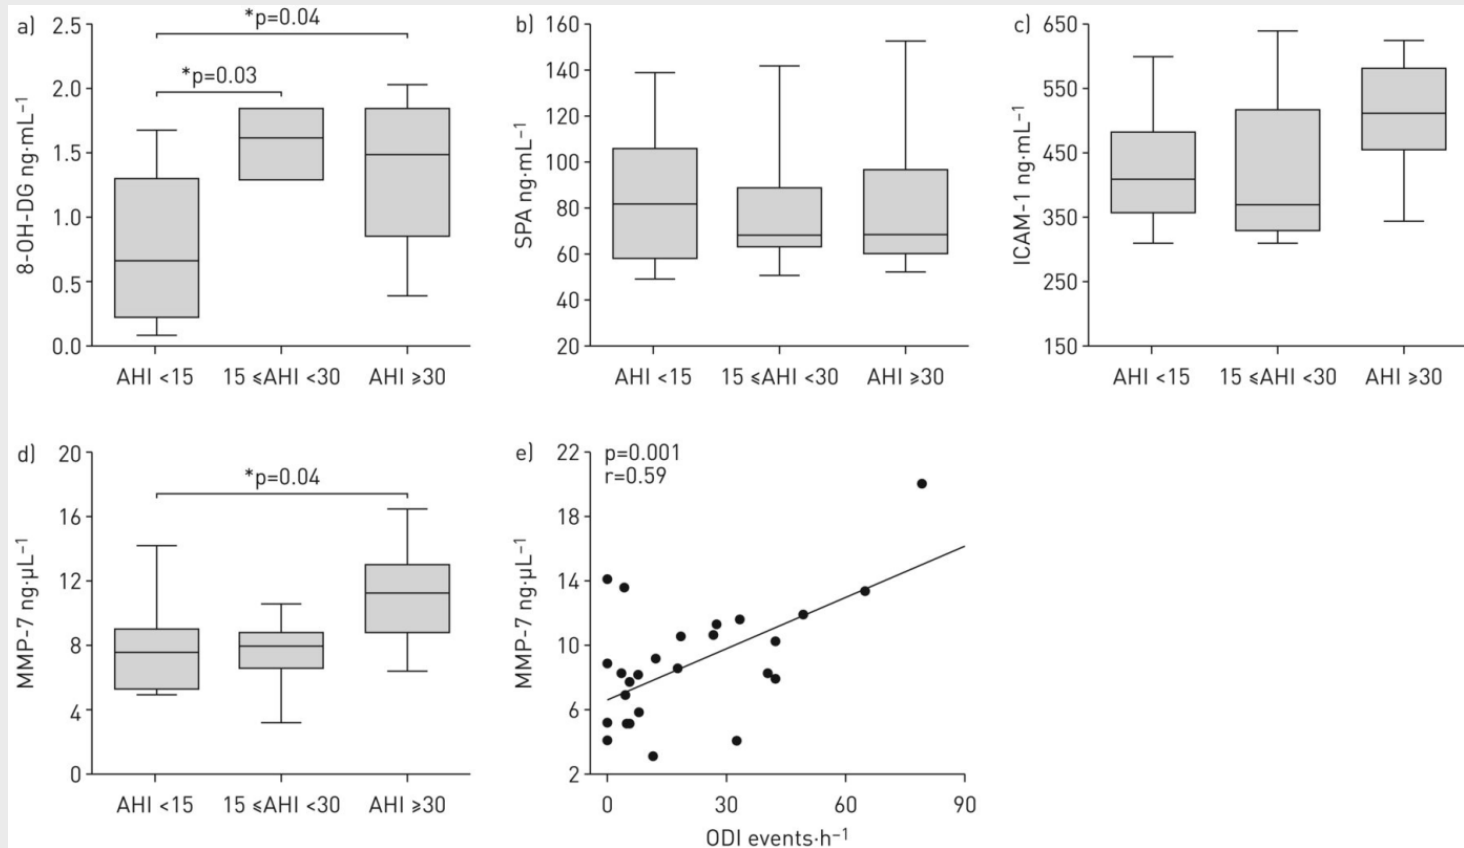 a)
2.5
2.0
1.5
1.0
0.5
0.0
8-OH-DG ng·mL⁻¹
*p=0.04
*p=0.03
AHI <15
15 ⩽AHI <30
AHI ⩾30
b)
160
140
120
100
80
60
40
20
SPA ng·mL⁻¹
AHI <15
15 ⩽AHI <30
AHI ⩾30
c)
650
550
450
350
250
150
ICAM-1 ng·mL⁻¹
AHI <15
15 ⩽AHI <30
AHI ⩾30
d)
20
16
12
8
4
0
MMP-7 ng·µL⁻¹
*p=0.04
AHI <15
15 ⩽AHI <30
AHI ⩾30
e)
22
18
14
10
6
2
MMP-7 ng·µL⁻¹
p=0.001
r=0.59
0
30
60
90
ODI events·h⁻¹